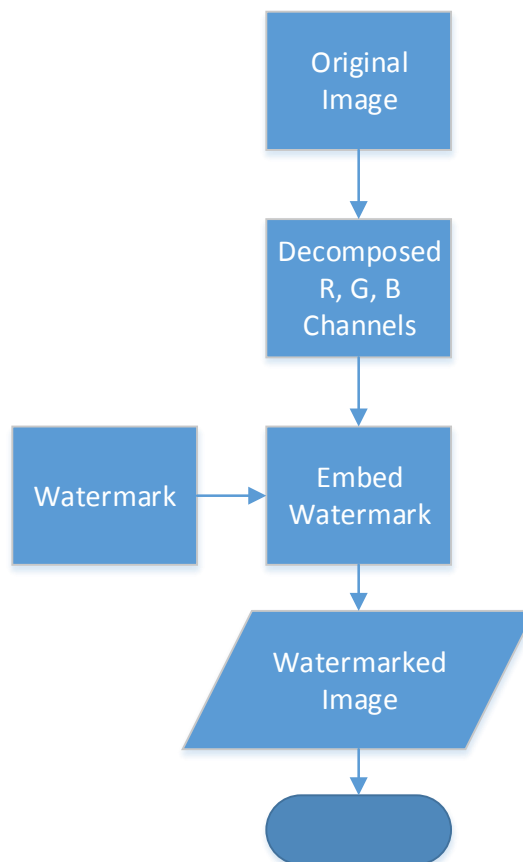 Original
Image
Decomposed
R, G, B
Channels
Watermark
Embed
Watermark
Watermarked
Image